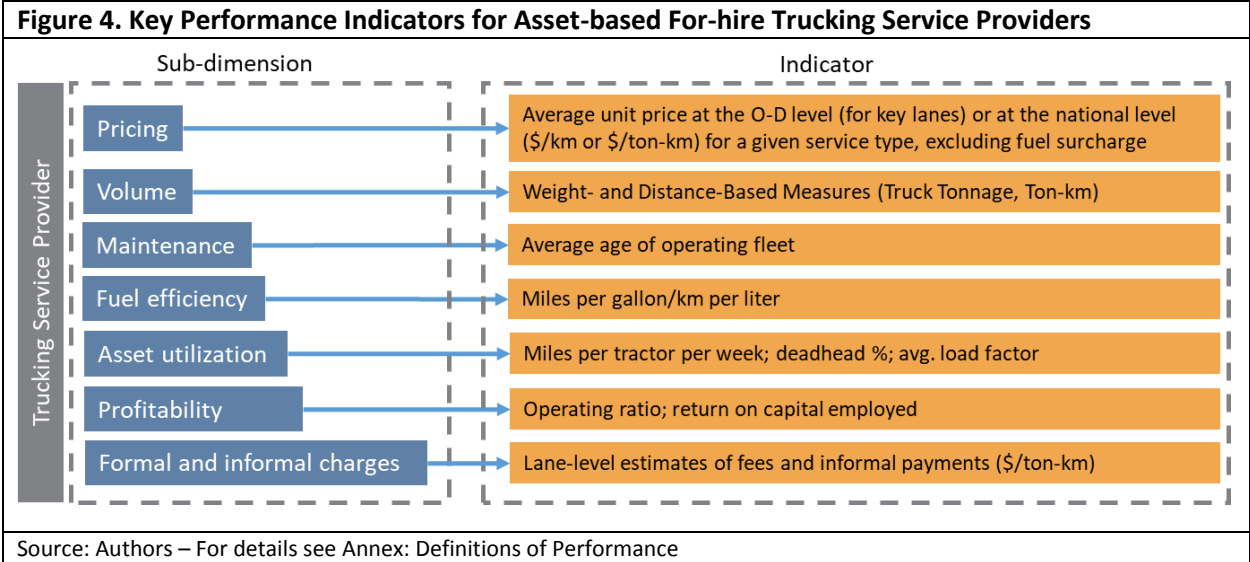 Figure 4. Key Performance Indicators for Asset-based For-hire Trucking Service Providers
Sub-dimension
Indicator
Trucking Service Provider
Pricing
Average unit price at the O-D level (for key lanes) or at the national level
($/km or $/ton-km) for a given service type, excluding fuel surcharge
Volume
Weight- and Distance-Based Measures (Truck Tonnage, Ton-km)
Maintenance
Average age of operating fleet
Fuel efficiency
Miles per gallon/km per liter
Asset utilization
Miles per tractor per week; deadhead %; avg. load factor
Profitability
Operating ratio; return on capital employed
Formal and informal charges
Lane-level estimates of fees and informal payments ($/ton-km)
Source: Authors – For details see Annex: Definitions of Performance